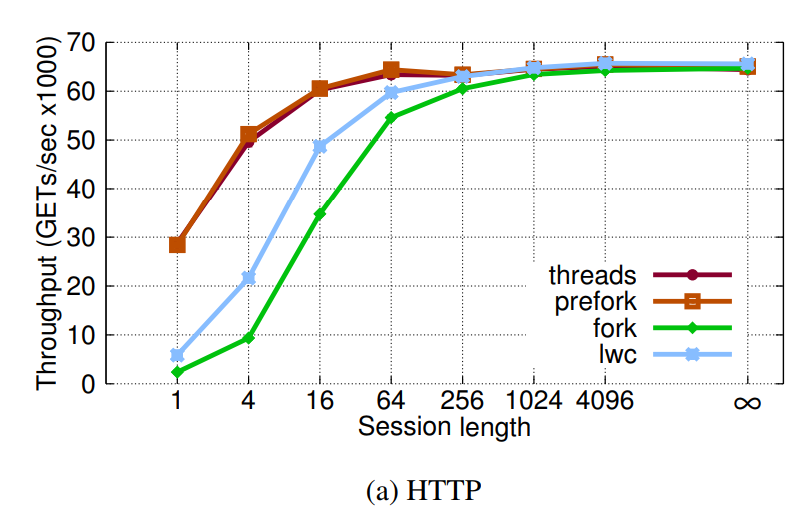 Throughput (GETs/sec x1000)
70
60
50
40
30
20
10
0
threads
prefork
fork
lwc
1 4 16 64 256 1024 4096 ∞
Session length
(a) HTTP